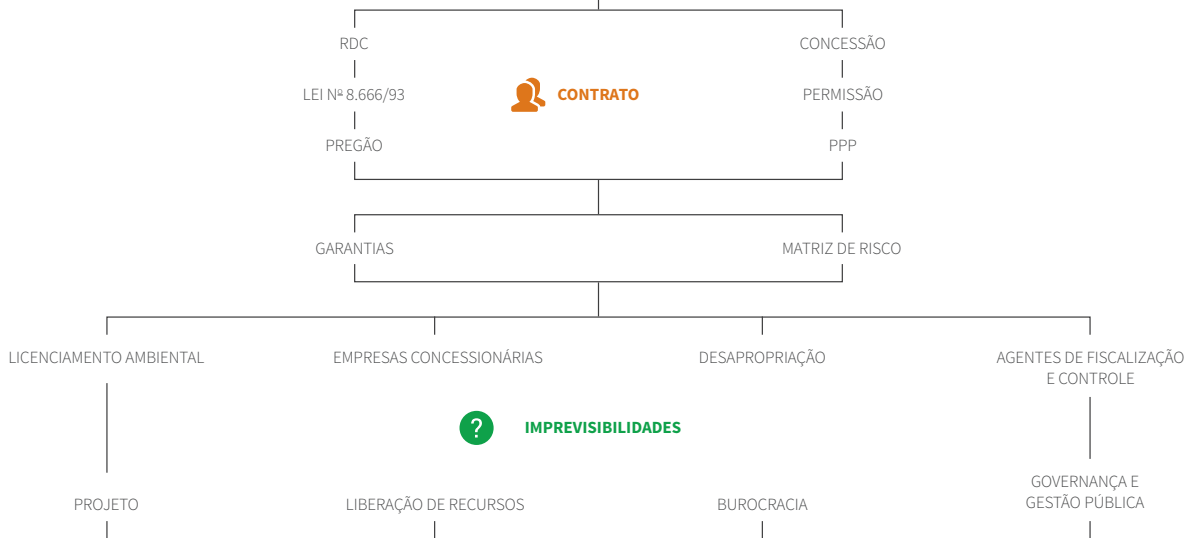 RDC
CONCESSÃO
LEI Nº 8.666/93
CONTRATO
PERMISSÃO
PREGÃO
PPP
GARANTIAS
MATRIZ DE RISCO
LICENCIAMENTO AMBIENTAL
EMPRESAS CONCESSIONÁRIAS
DESAPROPRIAÇÃO
AGENTES DE FISCALIZAÇÃO
E CONTROLE
?
IMPREVISIBILIDADES
PROJETO
LIBERAÇÃO DE RECURSOS
BUROCRACIA
GOVERNANÇA E
GESTÃO PÚBLICA